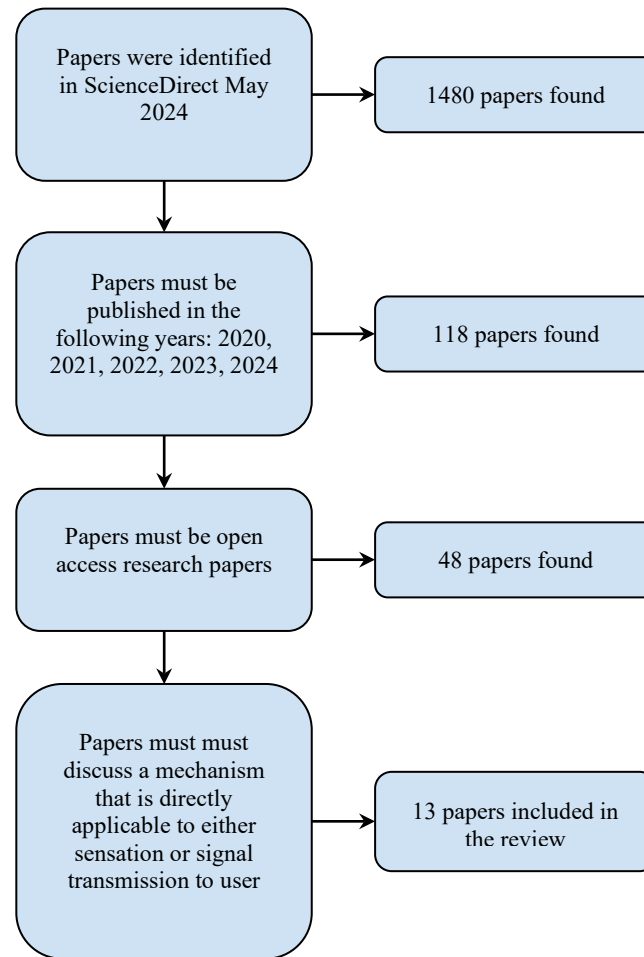 Papers were identified
in ScienceDirect May
2024
1480 papers found
Papers must be
published in the
following years: 2020,
2021, 2022, 2023, 2024
118 papers found
Papers must be open
access research papers
48 papers found
Papers must must
discuss a mechanism
that is directly
applicable to either
sensation or signal
transmission to user
13 papers included in
the review